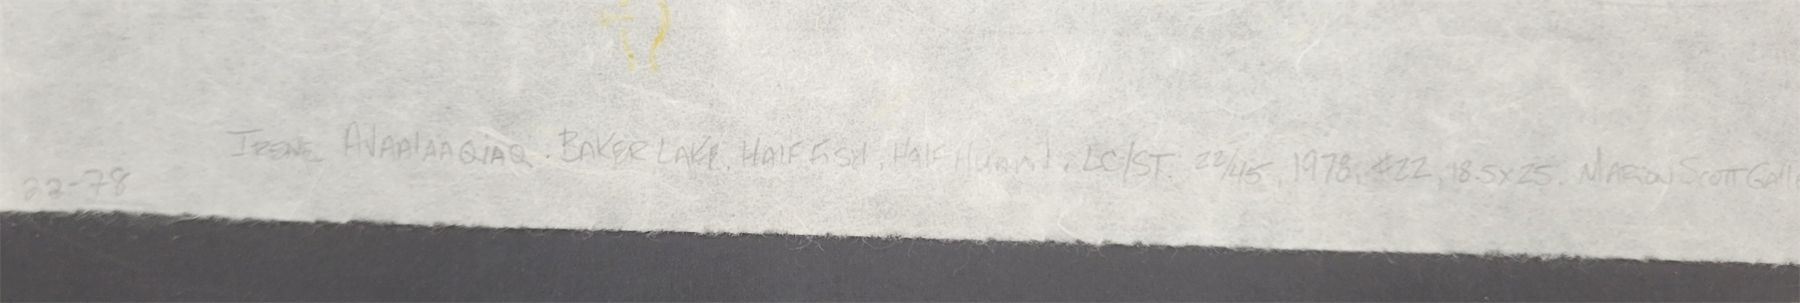 IRENE AVAALAAQIAQ. BAKER LAKE, HALF FISH, HALF HUMAN, LC/ST. 22/45, 1978, #22, 18.5x25. MARION SCOTT
22-78